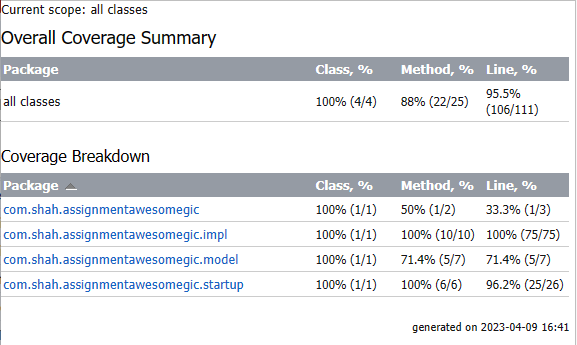 Current scope: all classes
Overall Coverage Summary
Package Class, % Method, % Line, %
all classes 100% (4/4) 88% (22/25) 95.5% (106/111)
Coverage Breakdown
Package Class, % Method, % Line, %
com.shah.assignmentawesomegic 100% (1/1) 50% (1/2) 33.3% (1/3)
com.shah.assignmentawesomegic.impl 100% (1/1) 100% (10/10) 100% (75/75)
com.shah.assignmentawesomegic.model 100% (1/1) 71.4% (5/7) 71.4% (5/7)
com.shah.assignmentawesomegic.startup 100% (1/1) 100% (6/6) 96.2% (25/26)
generated on 2023-04-09 16:41